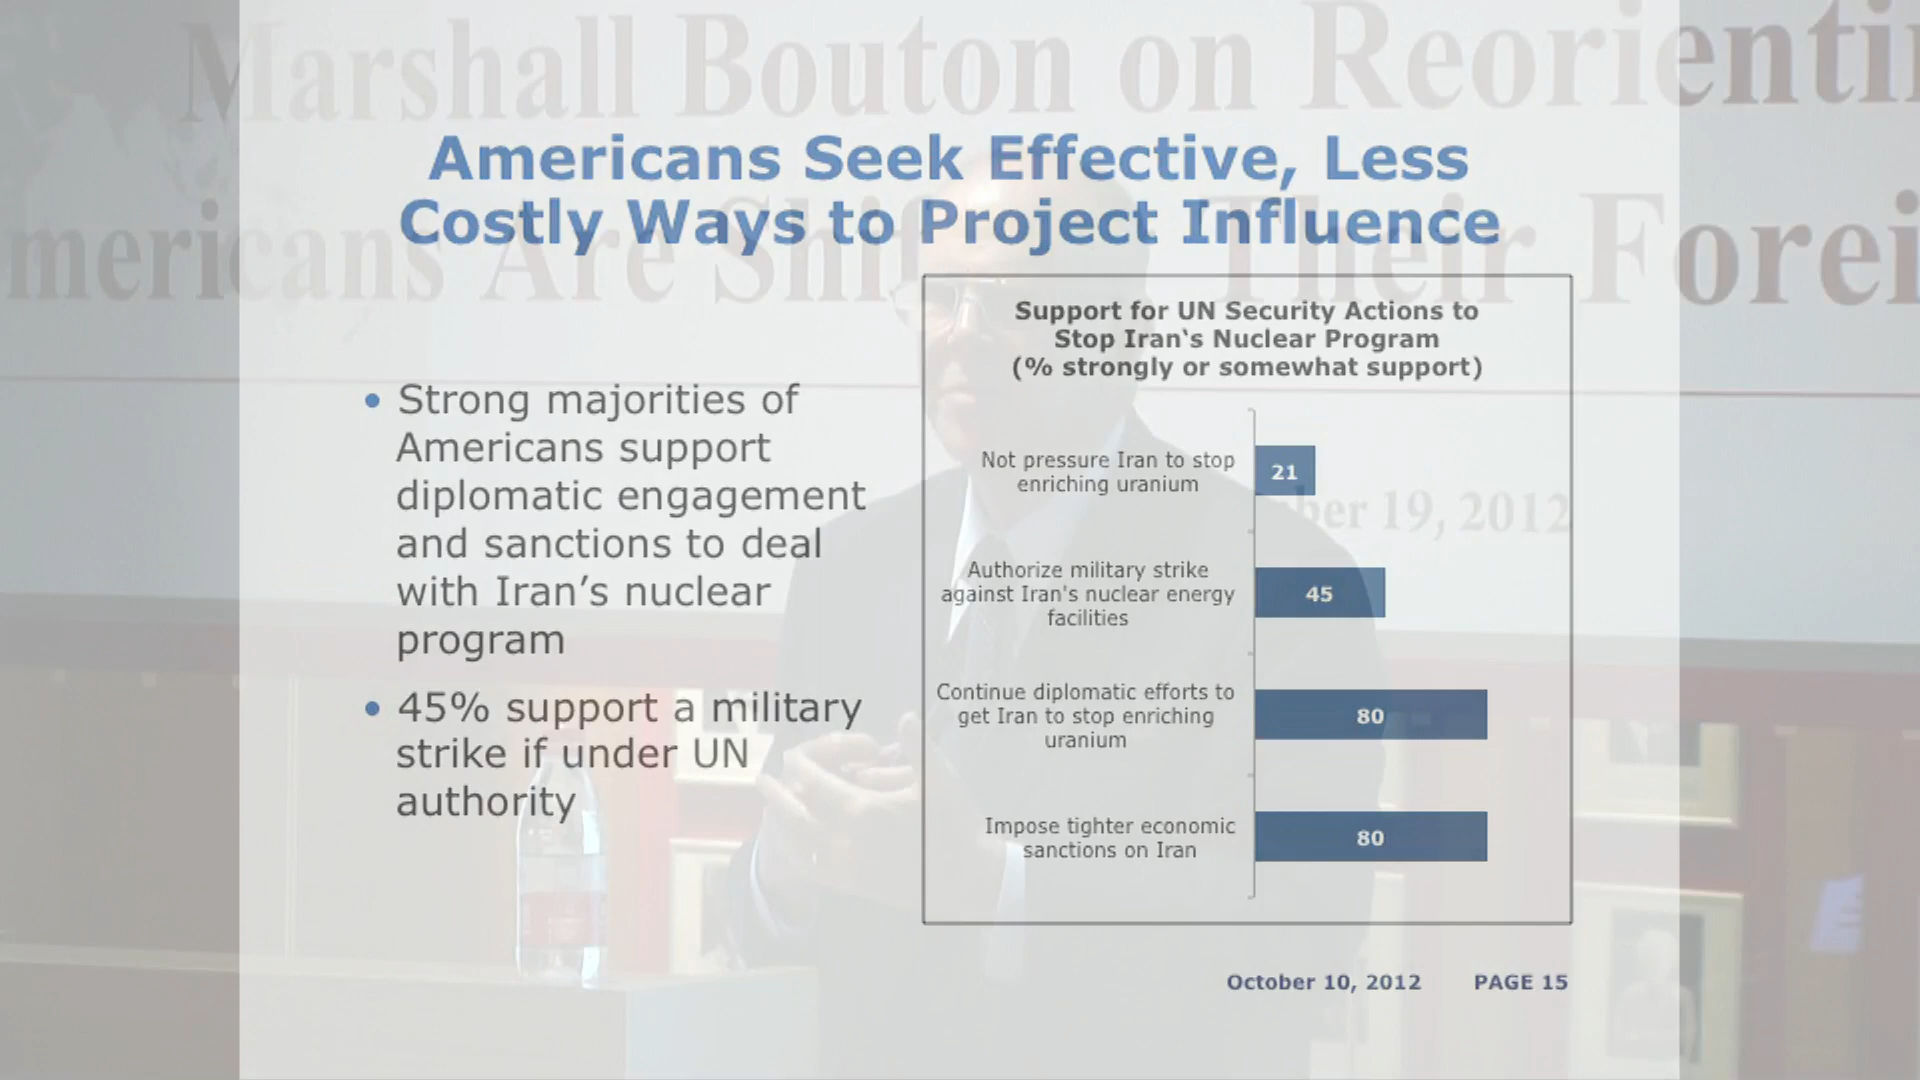 Marshall Bouton on Reorienti
mericans Are Shif Their Forei
ber 19, 2012
Americans Seek Effective, Less
Costly Ways to Project Influence
• Strong majorities of
Americans support
diplomatic engagement
and sanctions to deal
with Iran’s nuclear
program
• 45% support a military
strike if under UN
authority
Support for UN Security Actions to
Stop Iran‘s Nuclear Program
(% strongly or somewhat support)
Not pressure Iran to stop
enriching uranium
21
Authorize military strike
against Iran's nuclear energy
facilities
45
Continue diplomatic efforts to
get Iran to stop enriching
uranium
80
Impose tighter economic
sanctions on Iran
80
October 10, 2012 PAGE 15